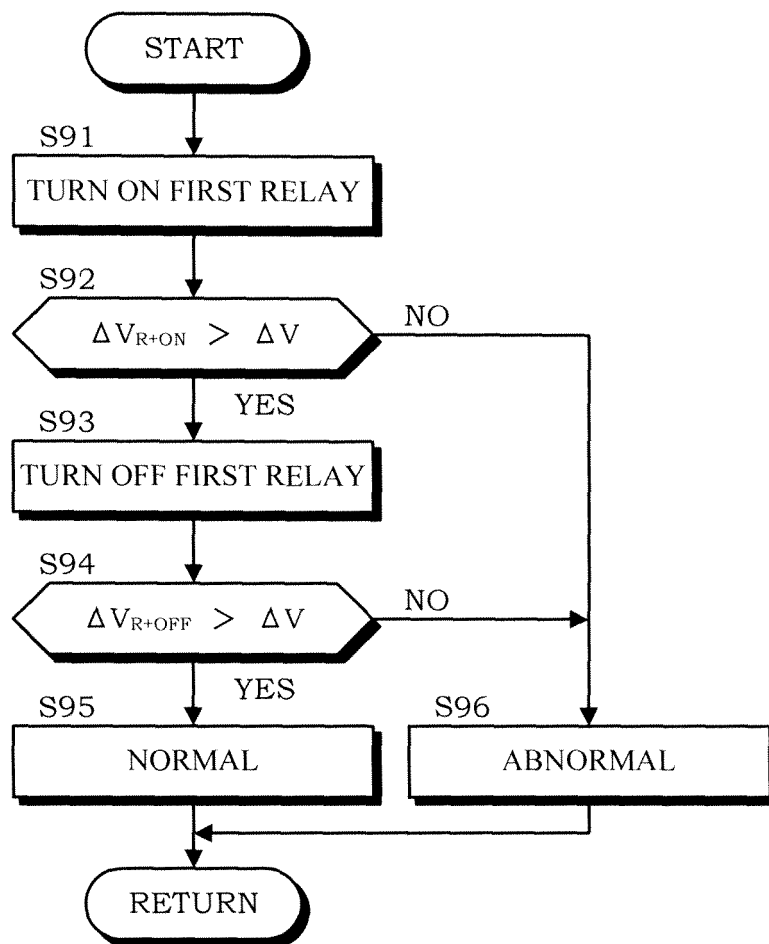 START
S91
TURN ON FIRST RELAY
S92
ΔV_R+ON > ΔV
NO
YES
S93
TURN OFF FIRST RELAY
S94
ΔV_R+OFF > ΔV
NO
YES
S95
NORMAL
S96
ABNORMAL
RETURN